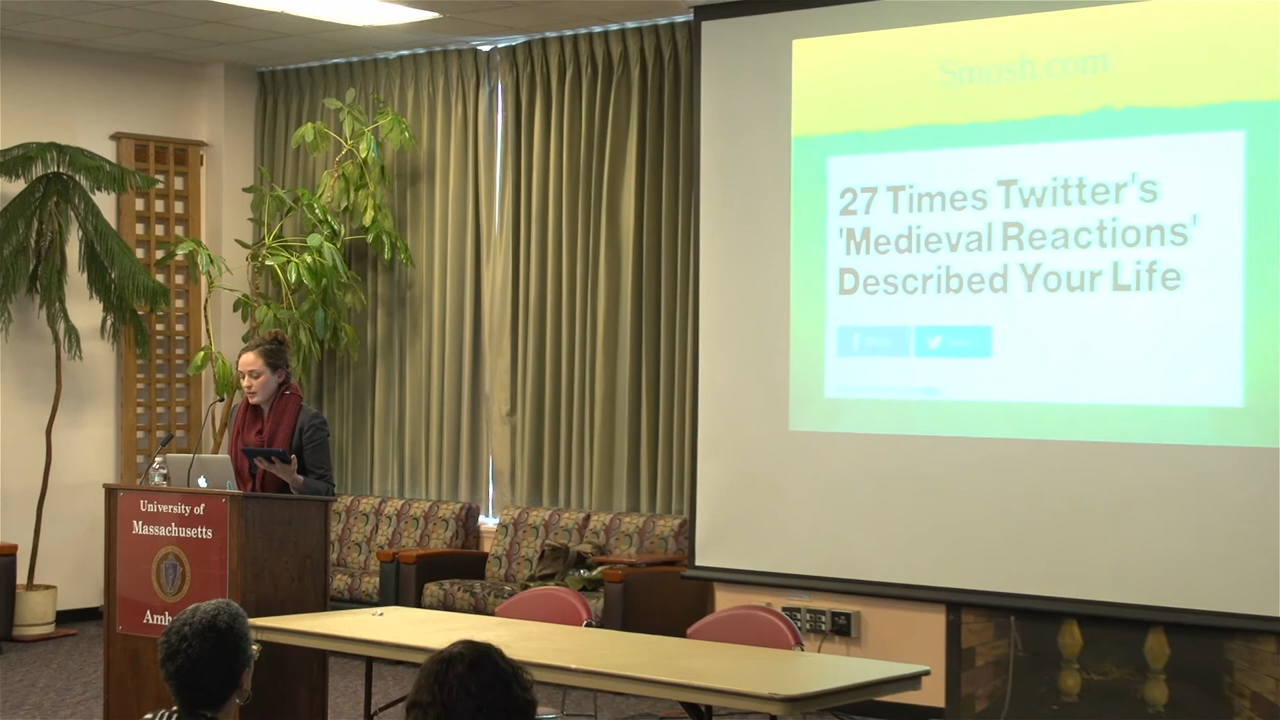 Smosh.com
27 Times Twitter's
'Medieval Reactions'
Described Your Life
University of
Massachusetts
Amh